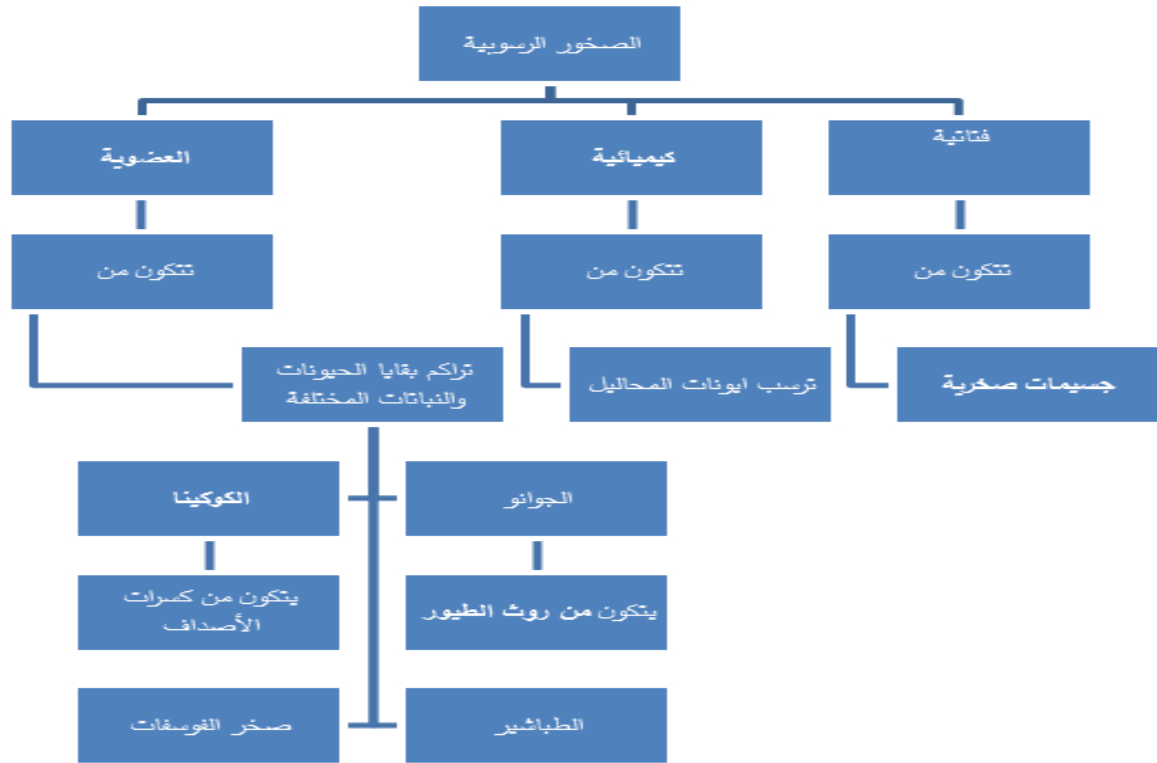 الصخور الرسوبية
فتاتية
كيميائية
العضوية
تتكون من
تتكون من
تتكون من
جسيمات صخرية
ترسب ايونات المحاليل
تراكم بقايا الحيونات
والنباتات المختلفة
الجوانو
الكوكينا
يتكون من روث الطيور
يتكون من كسرات
الأصداف
الطباشير
صخر الفوسفات